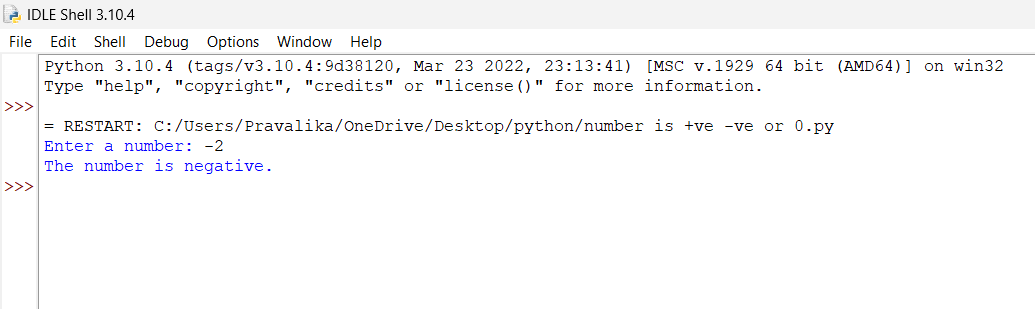 IDLE Shell 3.10.4
File Edit Shell Debug Options Window Help
Python 3.10.4 (tags/v3.10.4:9d38120, Mar 23 2022, 23:13:41) [MSC v.1929 64 bit (AMD64)] on win32
Type "help", "copyright", "credits" or "license()" for more information.
>>>
= RESTART: C:/Users/Pravalika/OneDrive/Desktop/python/number is +ve -ve or 0.py
Enter a number: -2
The number is negative.
>>>